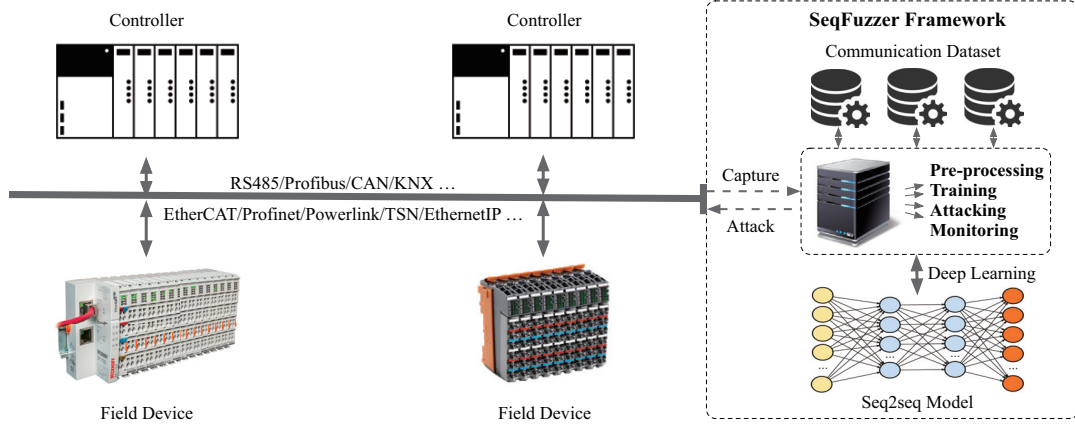 Controller
Controller
RS485/Profibus/CAN/KNX ...
EtherCAT/Profinet/Powerlink/TSN/EthernetIP ...
Field Device
Field Device
SeqFuzzer Framework
Communication Dataset
Capture
Attack
Pre-processing
Training
Attacking
Monitoring
Deep Learning
...
...
...
...
Seq2seq Model